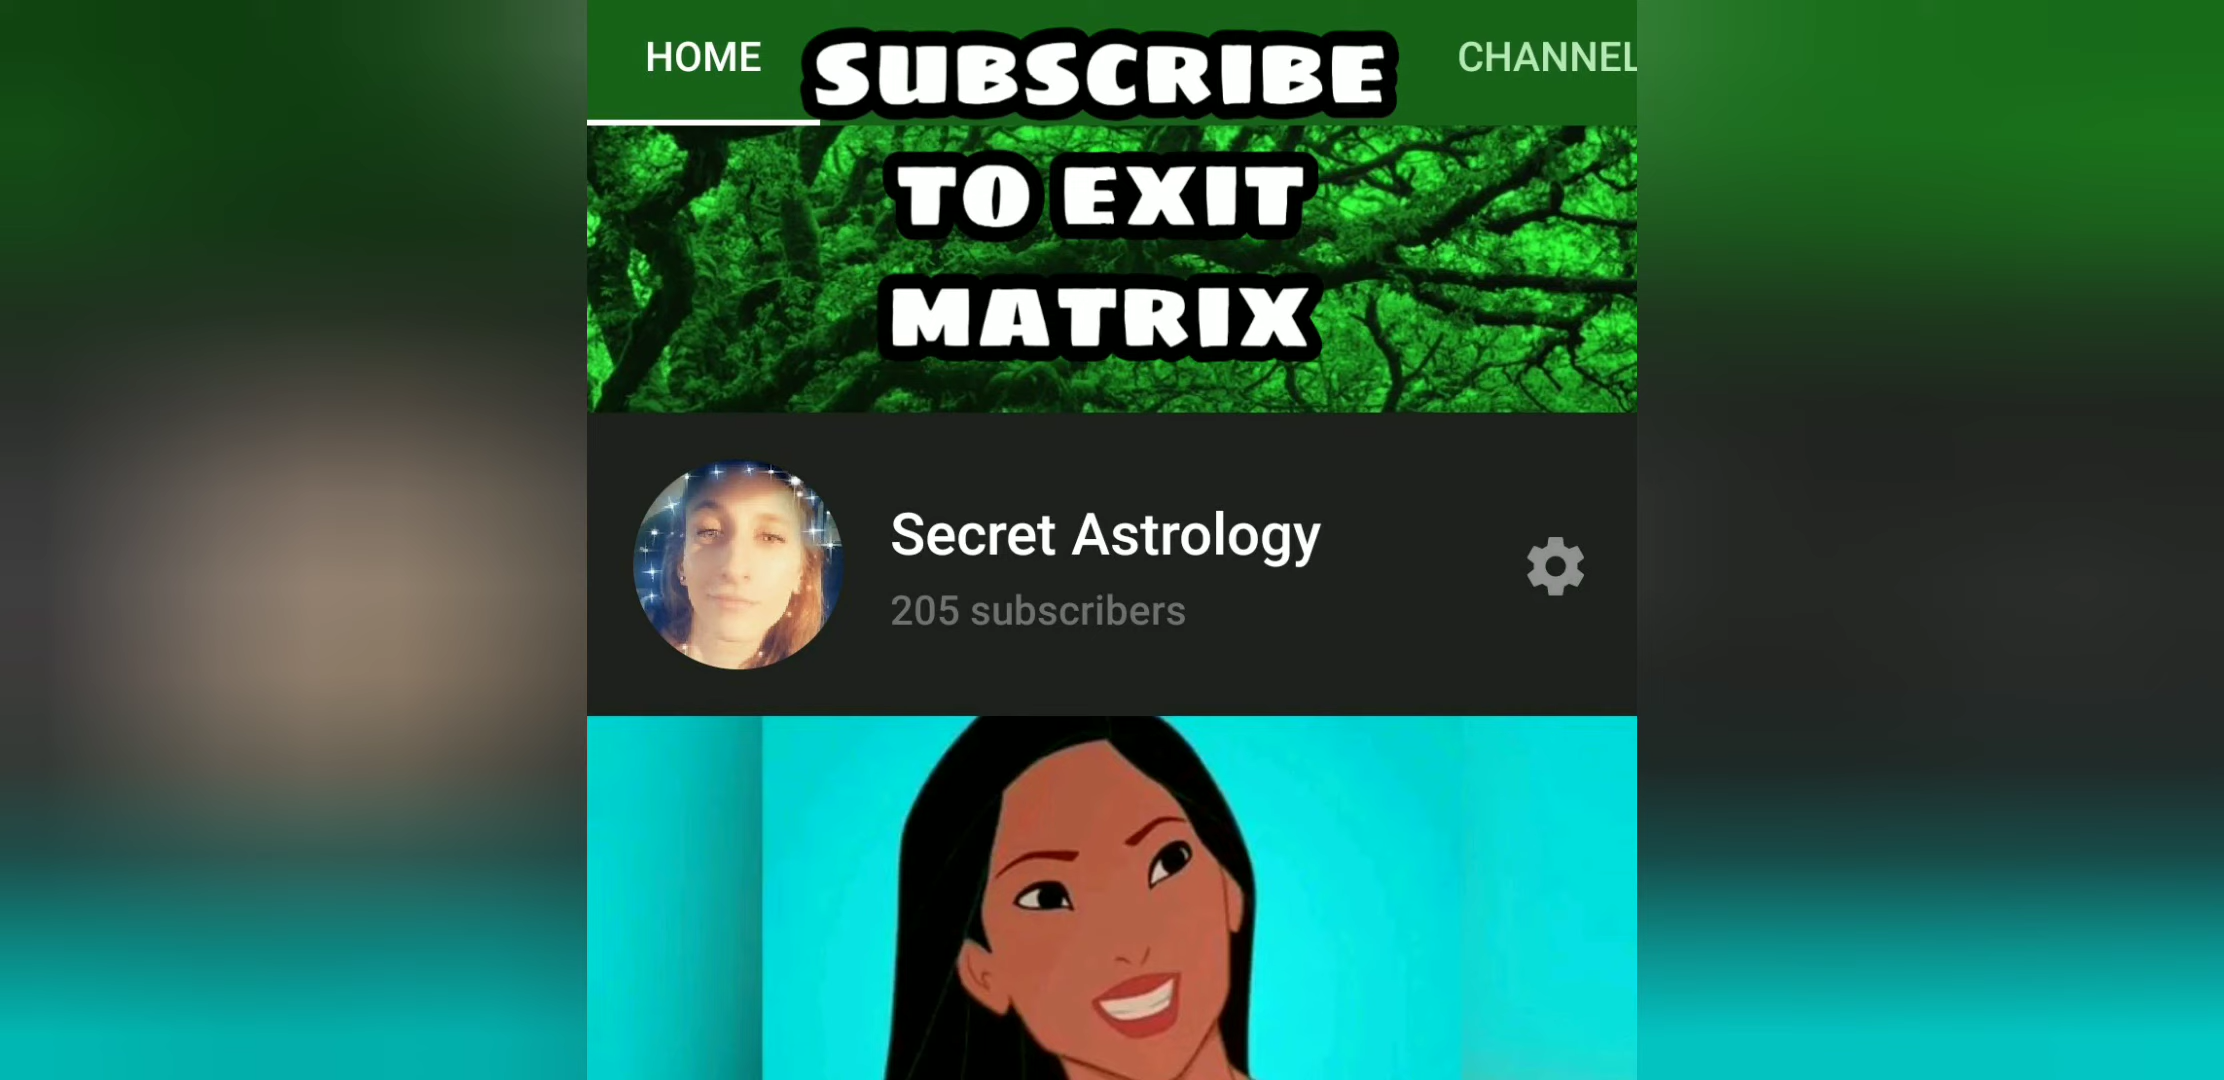 HOME
CHANNEL
SUBSCRIBE
TO EXIT
MATRIX
Secret Astrology
205 subscribers